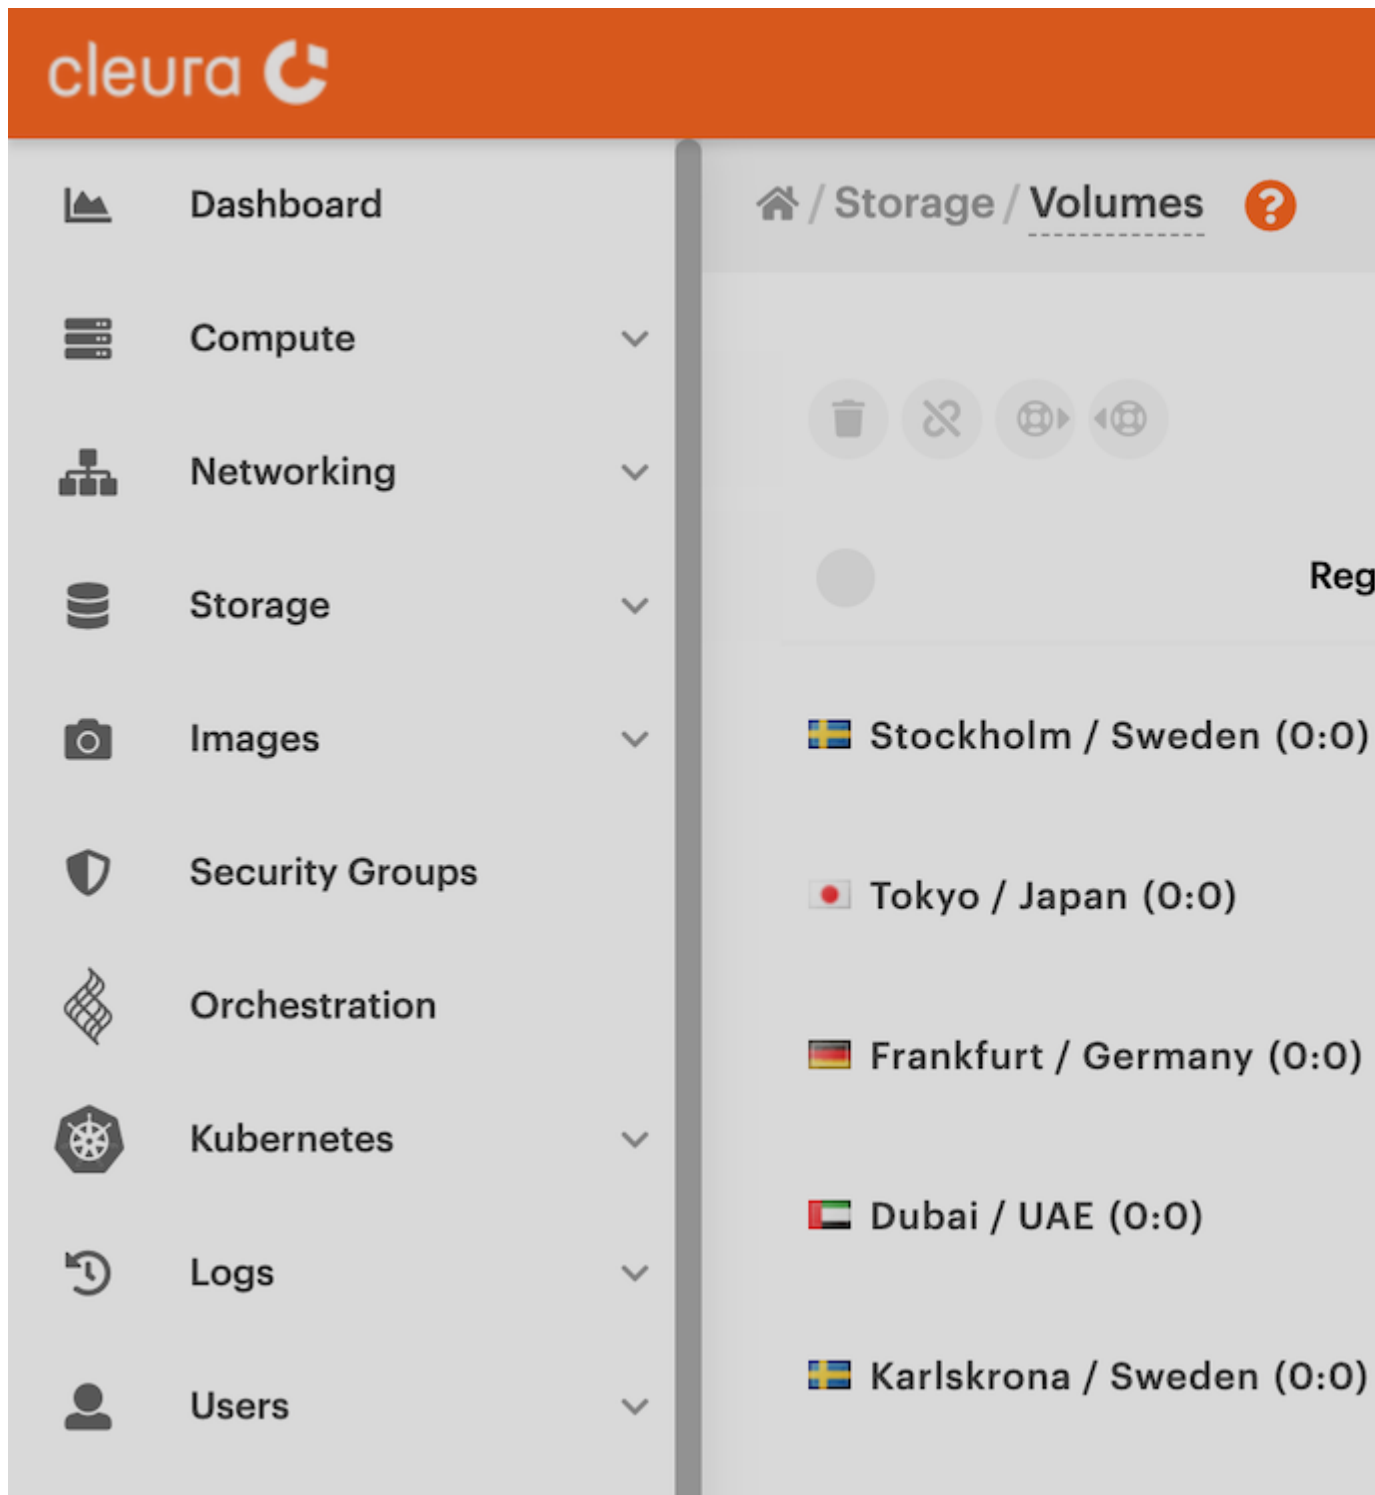 cleura
Dashboard
Compute
Networking
Storage
Images
Security Groups
Orchestration
Kubernetes
Logs
Users
/ Storage / Volumes ?
Reg
Stockholm / Sweden (0:0)
Tokyo / Japan (0:0)
Frankfurt / Germany (0:0)
Dubai / UAE (0:0)
Karlskrona / Sweden (0:0)